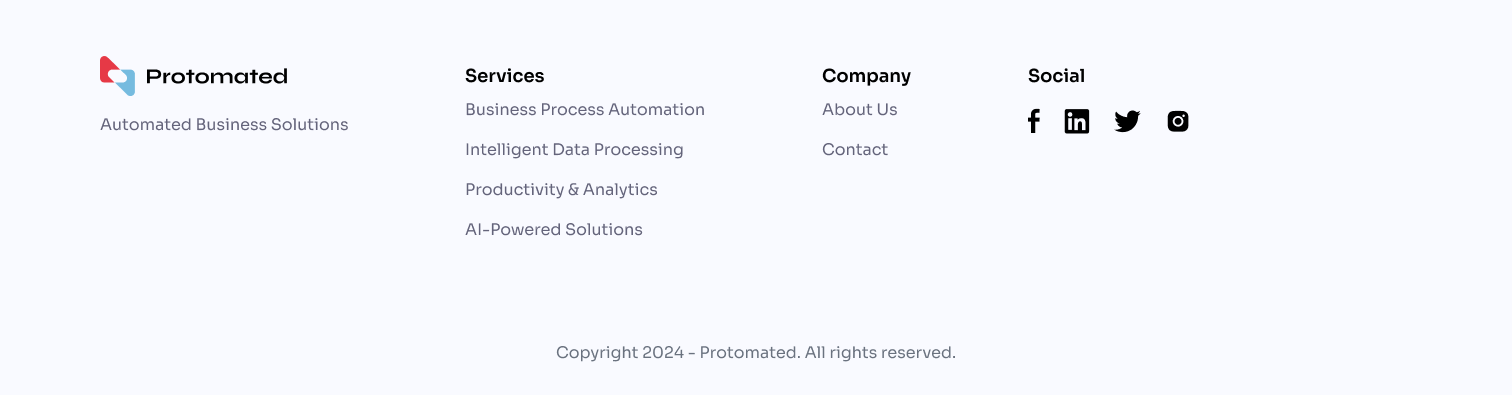 Protomated
Automated Business Solutions
Services
Business Process Automation
Intelligent Data Processing
Productivity & Analytics
AI-Powered Solutions
Company
About Us
Contact
Social
Copyright 2024 - Protomated. All rights reserved.